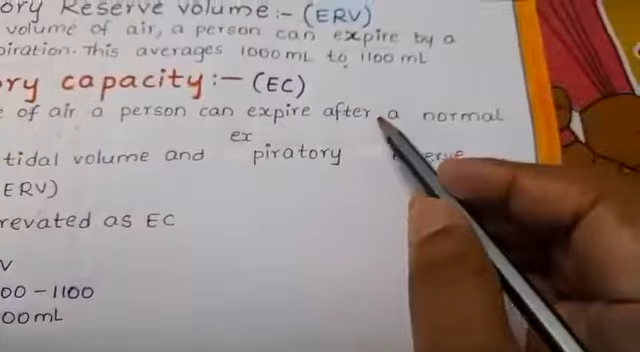 ory Reserve volume:- (ERV)
volume of air, a person can expire by a
piration. This averages 1000 mL to 1100 mL
ory capacity:- (EC)
e of air a person can expire after a normal
ex
tidal volume and piratory
ERV)
revated as EC
V
00-1100
00mL